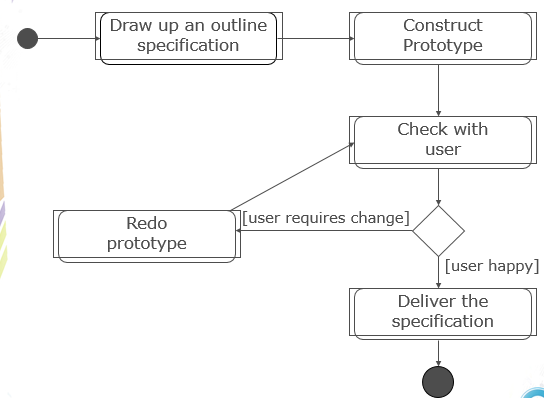 Draw up an outline
specification
Construct
Prototype
Check with
user
[user requires change]
Redo
prototype
[user happy]
Deliver the
specification